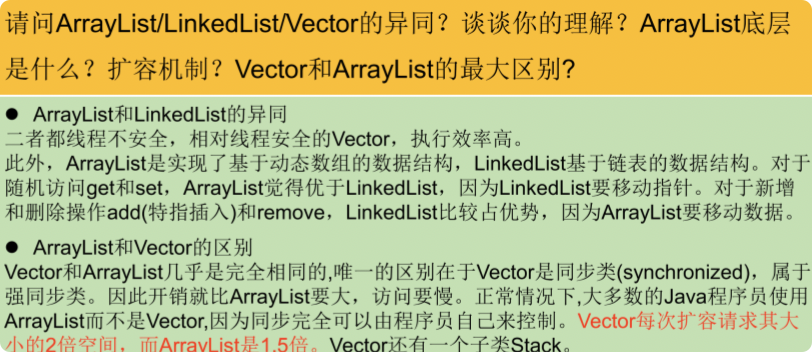 请问ArrayList/LinkedList/Vector的异同？谈谈你的理解？ArrayList底层
是什么？扩容机制？Vector和ArrayList的最大区别?
● ArrayList和LinkedList的异同
二者都线程不安全，相对线程安全的Vector，执行效率高。
此外，ArrayList是实现了基于动态数组的数据结构，LinkedList基于链表的数据结构。对于
随机访问get和set，ArrayList觉得优于LinkedList，因为LinkedList要移动指针。对于新增
和删除操作add(特指插入)和remove，LinkedList比较占优势，因为ArrayList要移动数据。
● ArrayList和Vector的区别
Vector和ArrayList几乎是完全相同的,唯一的区别在于Vector是同步类(synchronized)，属于
强同步类。因此开销就比ArrayList要大，访问要慢。正常情况下,大多数的Java程序员使用
ArrayList而不是Vector,因为同步完全可以由程序员自己来控制。Vector每次扩容请求其大
小的2倍空间，而ArrayList是1.5倍。Vector还有一个子类Stack。